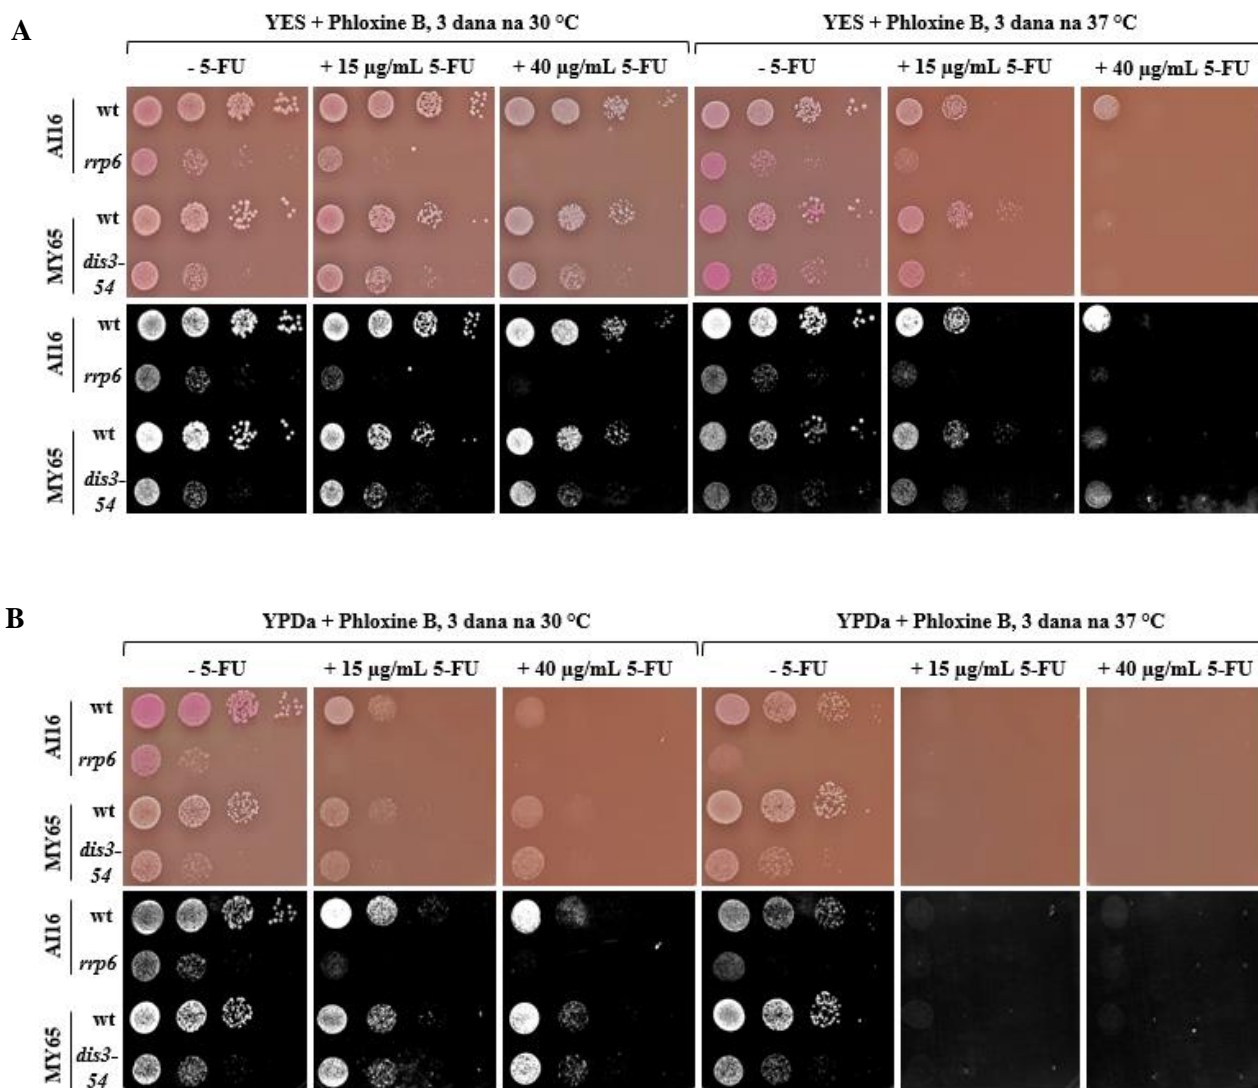 A
YES + Phloxine B, 3 dana na 30 °C
YES + Phloxine B, 3 dana na 37 °C
- 5-FU
+ 15 µg/mL 5-FU
+ 40 µg/mL 5-FU
- 5-FU
+ 15 µg/mL 5-FU
+ 40 µg/mL 5-FU
AI16
wt
rrp6
MY65
wt
dis3-
54
AI16
wt
rrp6
MY65
wt
dis3-
54
B
YPDa + Phloxine B, 3 dana na 30 °C
YPDa + Phloxine B, 3 dana na 37 °C
- 5-FU
+ 15 µg/mL 5-FU
+ 40 µg/mL 5-FU
- 5-FU
+ 15 µg/mL 5-FU
+ 40 µg/mL 5-FU
AI16
wt
rrp6
MY65
wt
dis3-
54
AI16
wt
rrp6
MY65
wt
dis3-
54